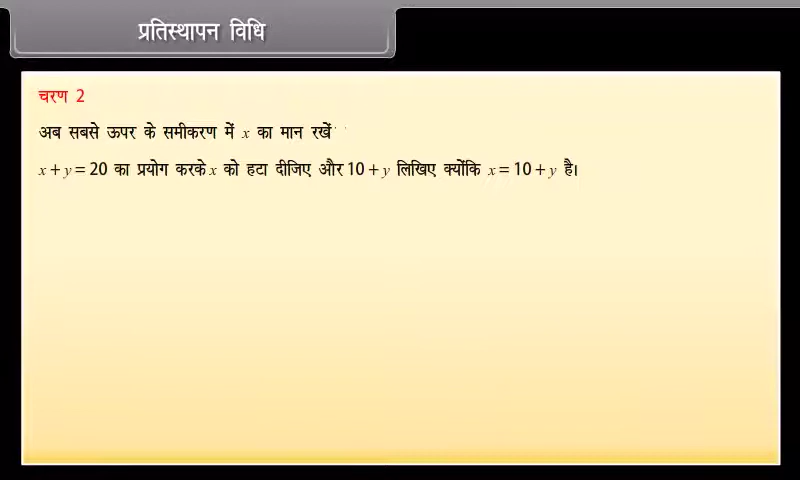 प्रतिस्थापन विधि
चरण 2
अब सबसे ऊपर के समीकरण में x का मान रखें
x + y = 20 का प्रयोग करके x को हटा दीजिए और 10 + y लिखिए क्योंकि x = 10 + y है।